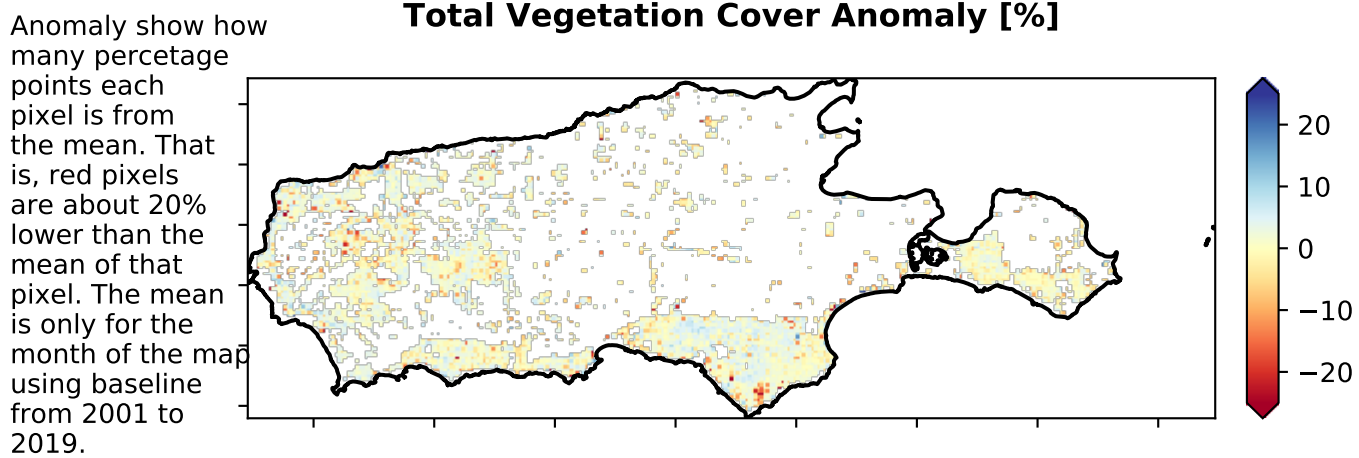 Total Vegetation Cover Anomaly [%]
Anomaly show how
many percetage
points each
pixel is from
the mean. That
is, red pixels
are about 20%
lower than the
mean of that
pixel. The mean
is only for the
month of the map
using baseline
from 2001 to
2019.
20
10
0
−10
−20